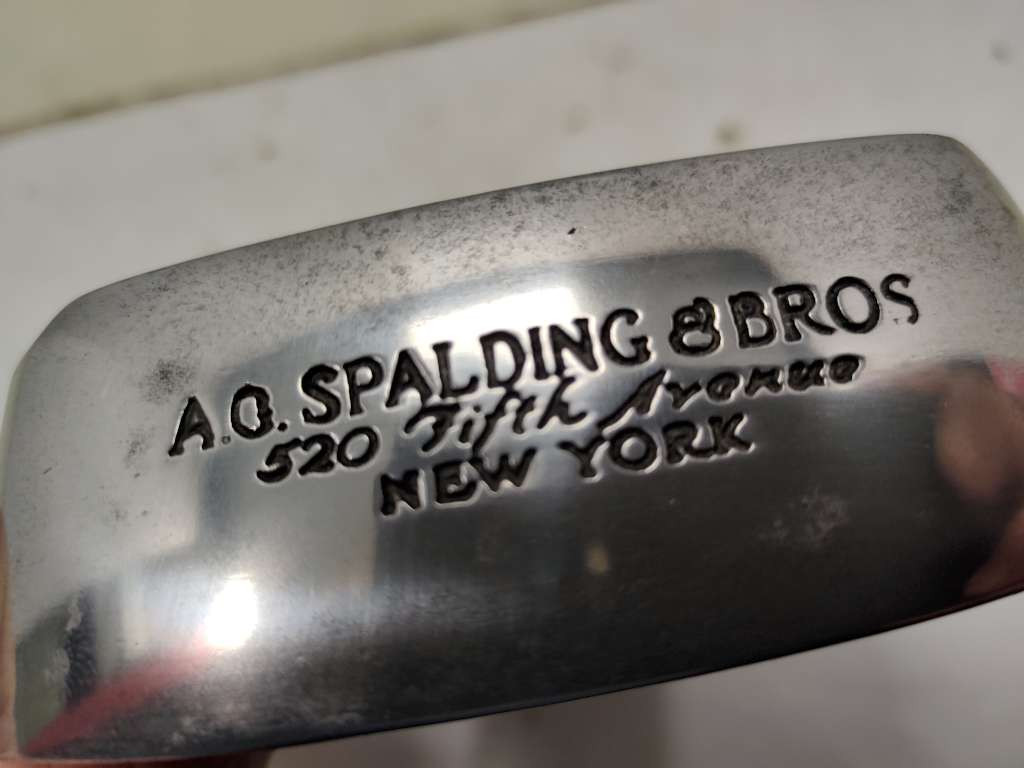 A.G. SPALDING & BROS
520 Fifth Avenue
NEW YORK